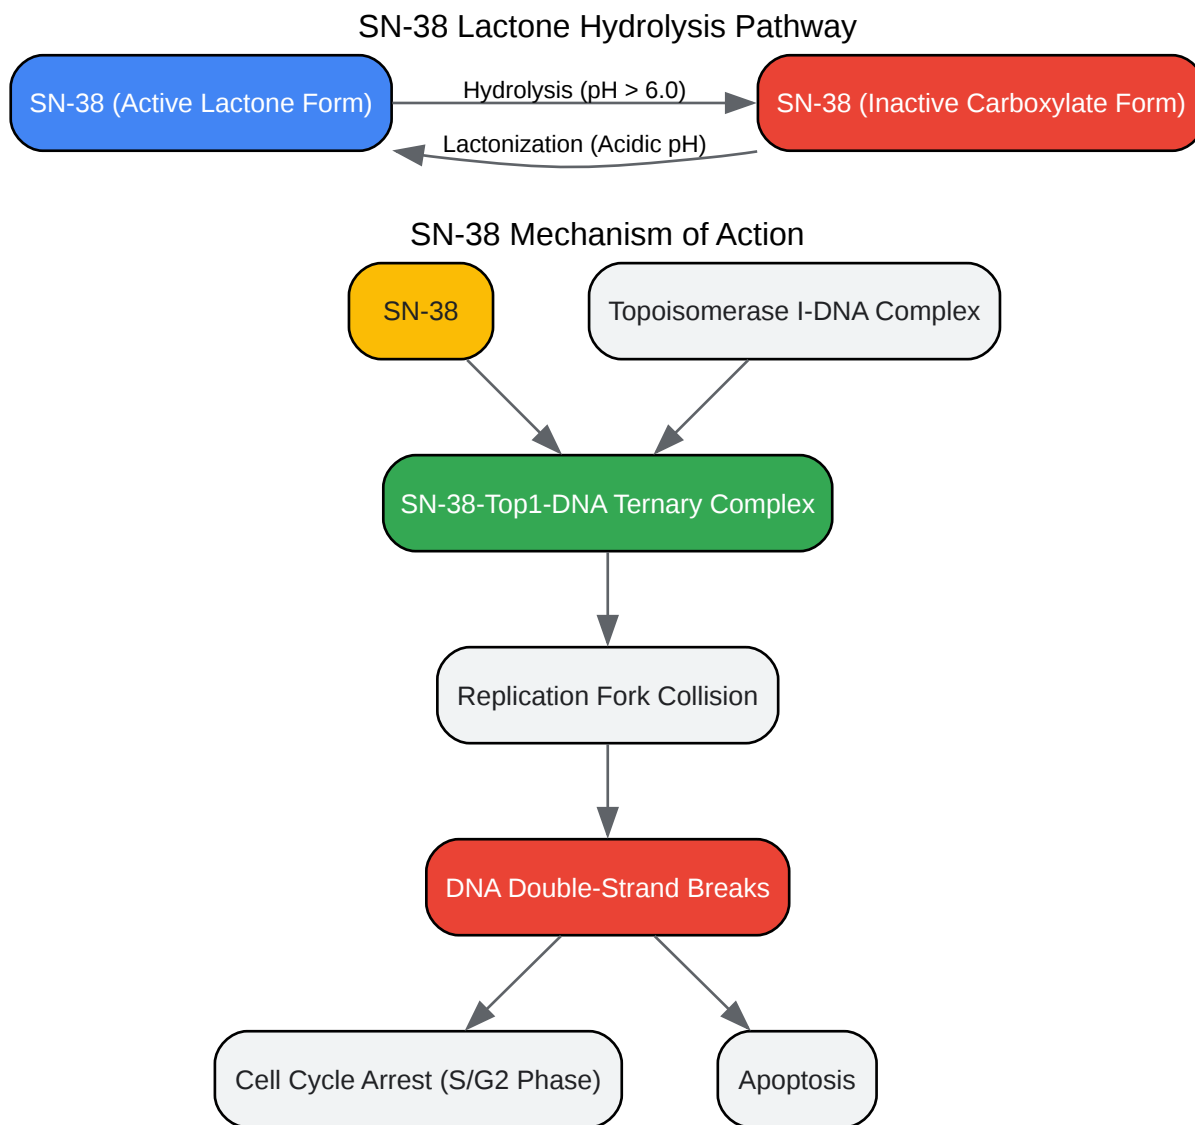 SN-38 Lactone Hydrolysis Pathway
SN-38 (Active Lactone Form)
Hydrolysis (pH > 6.0)
SN-38 (Inactive Carboxylate Form)
Lactonization (Acidic pH)
SN-38 Mechanism of Action
SN-38
Topoisomerase I-DNA Complex
SN-38-Top1-DNA Ternary Complex
Replication Fork Collision
DNA Double-Strand Breaks
Cell Cycle Arrest (S/G2 Phase)
Apoptosis